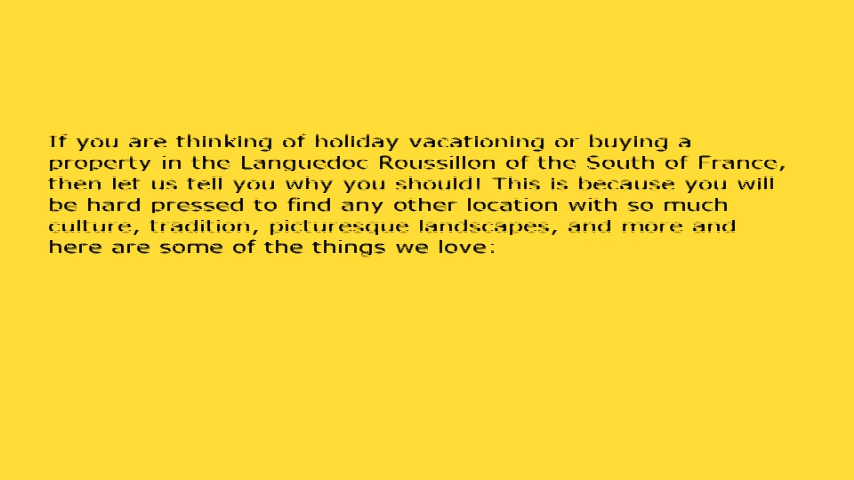 If you are thinking of holiday vacationing or buying a
property in the Languedoc Roussillon of the South of France,
then let us tell you why you should! This is because you will
be hard pressed to find any other location with so much
culture, tradition, picturesque landscapes, and more and
here are some of the things we love: